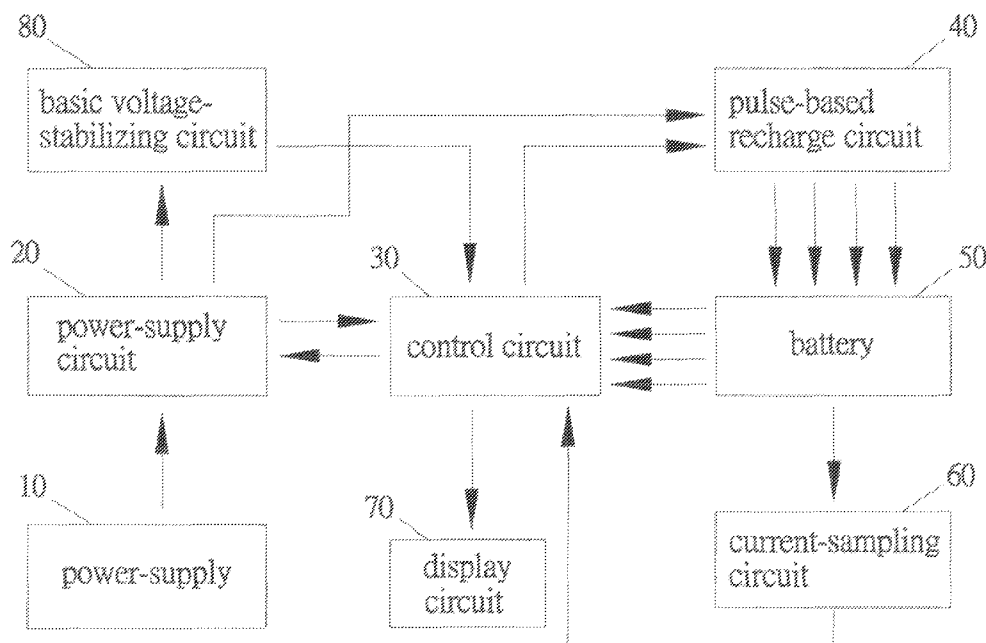 80
basic voltage-
stabilizing circuit
40
pulse-based
recharge circuit
20
power-supply
circuit
30
control circuit
50
battery
10
power-supply
70
display
circuit
60
current-sampling
circuit